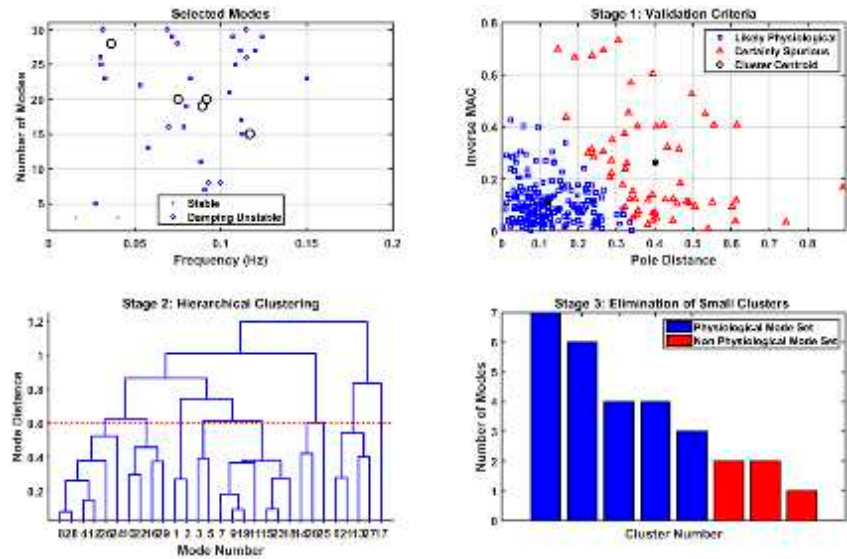 Selected Modes
Number of Modes
30
25
20
15
10
5
Stable
Damping Unstable
0
0.05
0.1
0.15
0.2
Frequency (Hz)
Stage 1: Validation Criteria
Inverse MAC
0.8
0.6
0.4
0.2
0
Likely Physiological
Certainly Spurious
Cluster Centroid
0
0.1
0.2
0.3
0.4
0.5
0.6
0.7
0.8
Pole Distance
Stage 2: Hierarchical Clustering
Node Distance
1.2
1
0.8
0.6
0.4
0.2
Mode Number
Stage 3: Elimination of Small Clusters
Number of Modes
7
6
5
4
3
2
1
0
Physiological Mode Set
Non Physiological Mode Set
Cluster Number